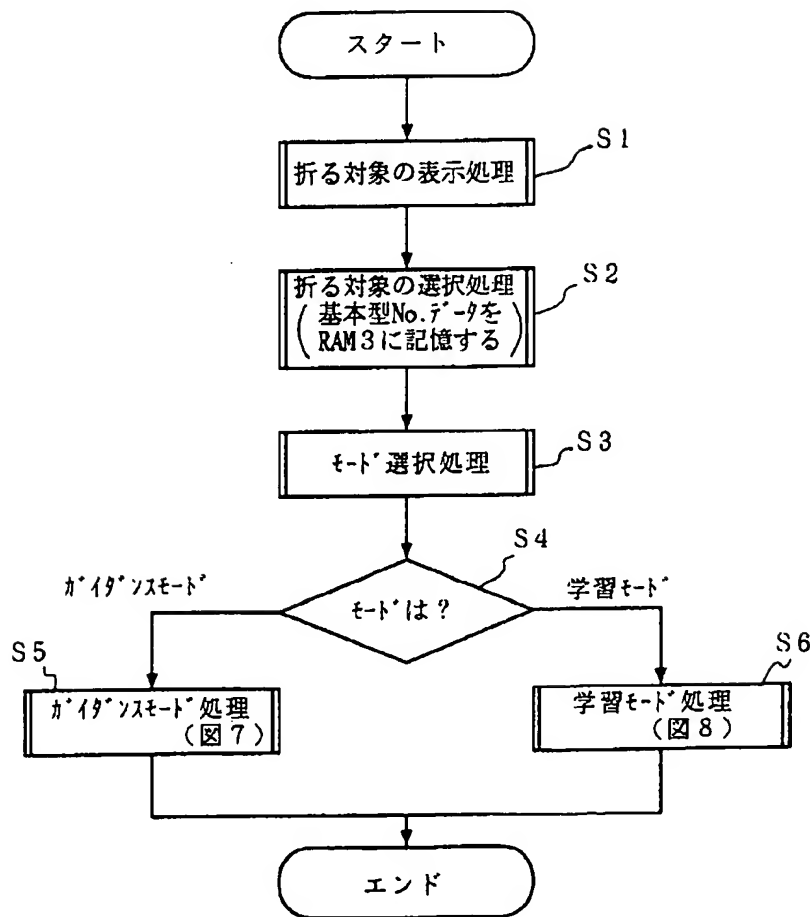 スタート
S1
折る対象の表示処理
S2
折る対象の選択処理
(基本型No.ﾃﾞｰﾀを
RAM3に記憶する)
S3
ﾓｰﾄﾞ選択処理
S4
ｶﾞｲﾀﾞﾝｽﾓｰﾄﾞ
ﾓｰﾄﾞは?
学習ﾓｰﾄﾞ
S5
ｶﾞｲﾀﾞﾝｽﾓｰﾄﾞ処理
(図7)
S6
学習ﾓｰﾄﾞ処理
(図8)
エンド